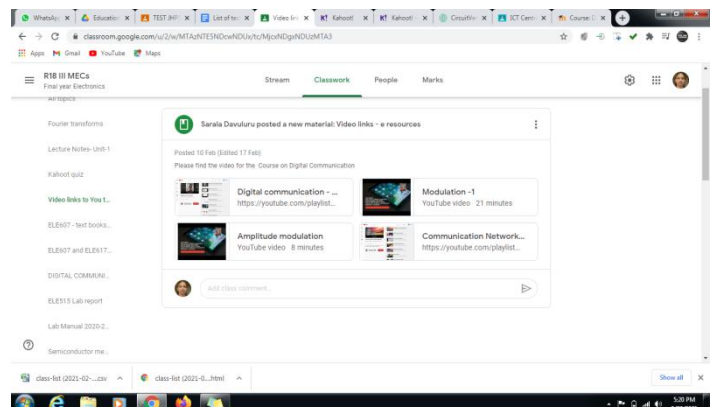 WhatsApp
Education
TEST (HPI
List of te
Video link
Kahoot!
Kahoot!
CircuitVe
ICT Centr
Course: D
classroom.google.com/u/2/w/MTAzNTE5NDcwNDUx/tc/MjcxNDgxNDUzMTA3
Apps
Gmail
YouTube
Maps
R18 III MECs
Final year Electronics
Stream
Classwork
People
Marks
All topics
Fourier transforms
Lecture Notes- Unit-1
Kahoot quiz
Video links to You t...
ELE607 - text books...
ELE607 and ELE617...
DIGITAL COMMUNI...
ELE513 Lab report
Lab Manual 2020-2...
Semiconductor me...
Sarala Davuluru posted a new material: Video links - e resources
Posted 10 Feb (Edited 17 Feb)
Please find the video for the Course on Digital Communication
Digital communication - ...
https://youtube.com/playlist...
Modulation -1
YouTube video 21 minutes
Amplitude modulation
YouTube video 8 minutes
Communication Network...
https://youtube.com/playlist...
Add class comment...
class-list (2021-02-....csv
class-list (2021-0....html
Show all
5:20 PM